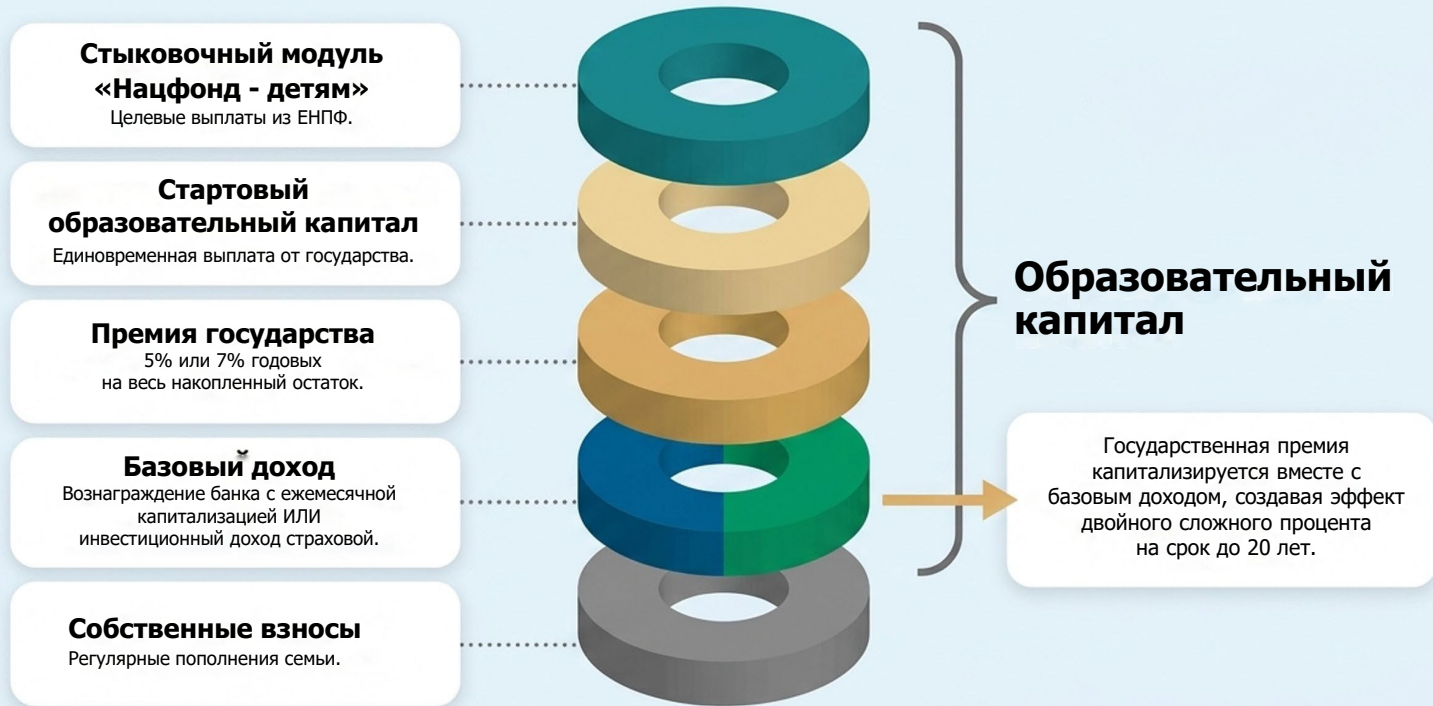 Стыковочный модуль
«Нацфонд - детям»
Целевые выплаты из ЕНПФ.
Стартовый
образовательный капитал
Единовременная выплата от государства.
Премия государства
5% или 7% годовых
на весь накопленный остаток.
Базовый доход
Вознаграждение банка с ежемесячной
капитализацией ИЛИ
инвестиционный доход страховой.
Собственные взносы
Регулярные пополнения семьи.
Образовательный
капитал
Государственная премия
капитализируется вместе с
базовым доходом, создавая эффект
двойного сложного процента
на срок до 20 лет.